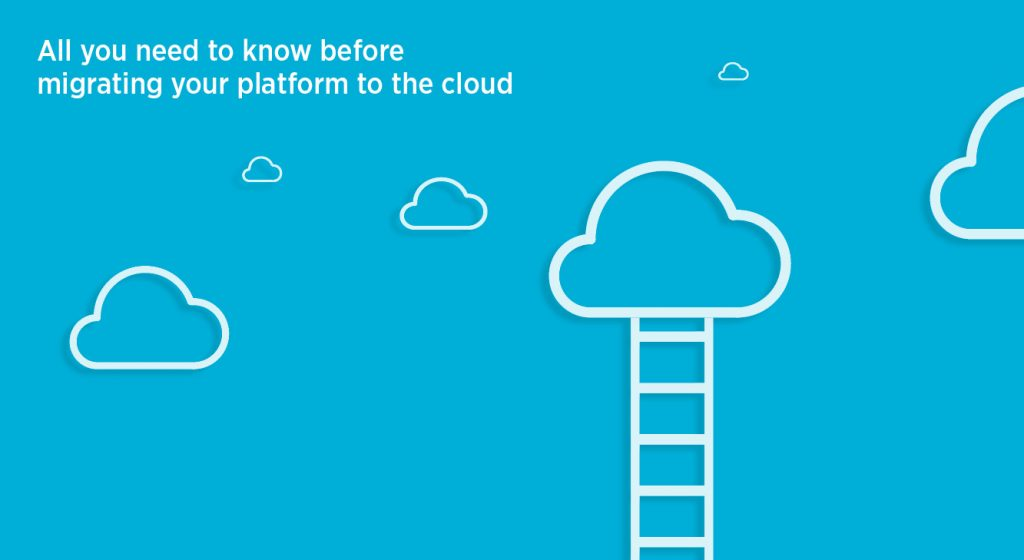 All you need to know before
migrating your platform to the cloud